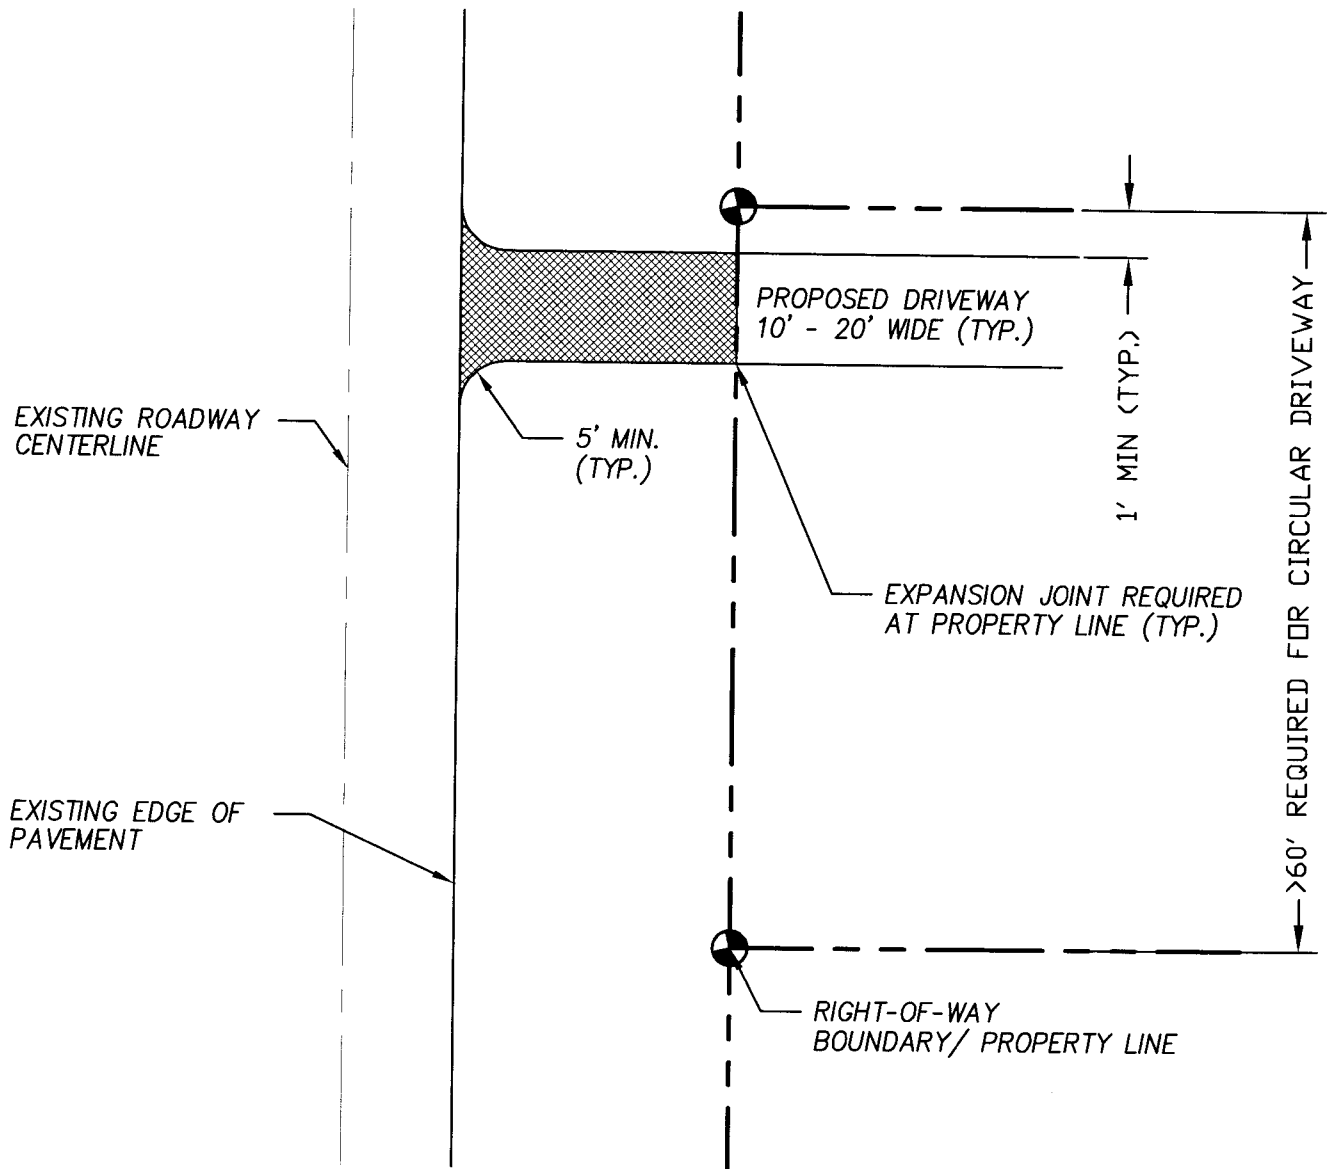 PROPOSED DRIVEWAY
10' - 20' WIDE (TYP.)
1' MIN (TYP.)
>60' REQUIRED FOR CIRCULAR DRIVEWAY
EXISTING ROADWAY
CENTERLINE
5' MIN.
(TYP.)
EXPANSION JOINT REQUIRED
AT PROPERTY LINE (TYP.)
EXISTING EDGE OF
PAVEMENT
RIGHT-OF-WAY
BOUNDARY/ PROPERTY LINE